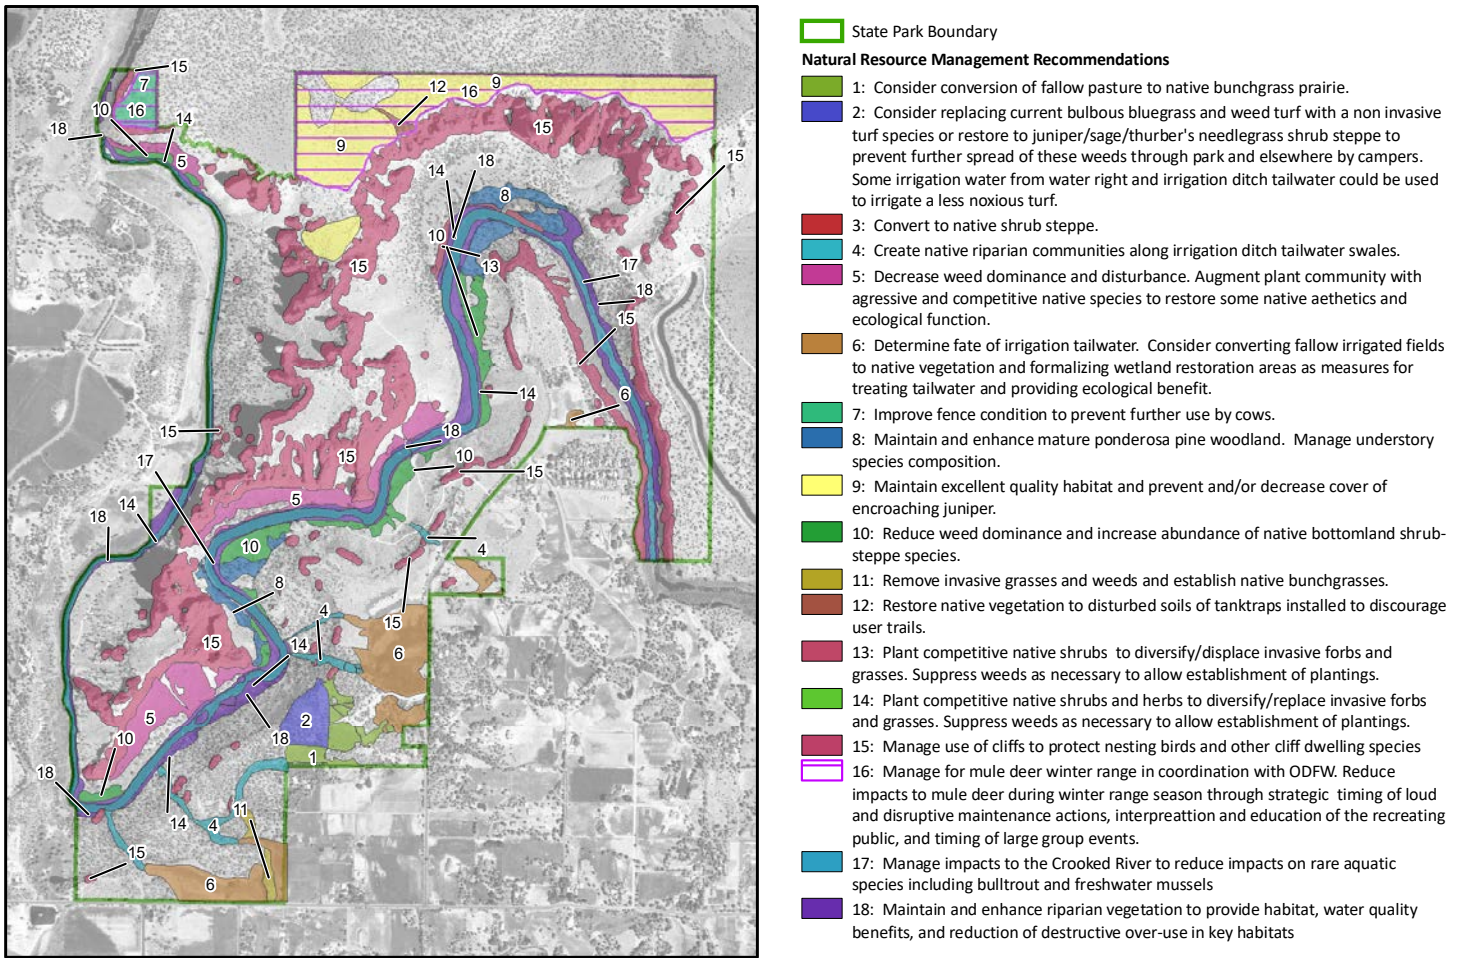 State Park Boundary
Natural Resource Management Recommendations
1: Consider conversion of fallow pasture to native bunchgrass prairie.
2: Consider replacing current bulbous bluegrass and weed turf with a non invasive
turf species or restore to juniper/sage/thurber's needlegrass shrub steppe to
prevent further spread of these weeds through park and elsewhere by campers.
Some irrigation water from water right and irrigation ditch tailwater could be used
to irrigate a less noxious turf.
3: Convert to native shrub steppe.
4: Create native riparian communities along irrigation ditch tailwater swales.
5: Decrease weed dominance and disturbance. Augment plant community with
agressive and competitive native species to restore some native aethetics and
ecological function.
6: Determine fate of irrigation tailwater. Consider converting fallow irrigated fields
to native vegetation and formalizing wetland restoration areas as measures for
treating tailwater and providing ecological benefit.
7: Improve fence condition to prevent further use by cows.
8: Maintain and enhance mature ponderosa pine woodland. Manage understory
species composition.
9: Maintain excellent quality habitat and prevent and/or decrease cover of
encroaching juniper.
10: Reduce weed dominance and increase abundance of native bottomland shrub-
steppe species.
11: Remove invasive grasses and weeds and establish native bunchgrasses.
12: Restore native vegetation to disturbed soils of tanktraps installed to discourage
user trails.
13: Plant competitive native shrubs to diversify/displace invasive forbs and
grasses. Suppress weeds as necessary to allow establishment of plantings.
14: Plant competitive native shrubs and herbs to diversify/replace invasive forbs
and grasses. Suppress weeds as necessary to allow establishment of plantings.
15: Manage use of cliffs to protect nesting birds and other cliff dwelling species
16: Manage for mule deer winter range in coordination with ODFW. Reduce
impacts to mule deer during winter range season through strategic timing of loud
and disruptive maintenance actions, interpreattion and education of the recreating
public, and timing of large group events.
17: Manage impacts to the Crooked River to reduce impacts on rare aquatic
species including bulltrout and freshwater mussels
18: Maintain and enhance riparian vegetation to provide habitat, water quality
benefits, and reduction of destructive over-use in key habitats
15
7
10
16
14
18
5
9
12
16
9
15
15
18
14
8
10
13
15
17
18
15
6
14
15
18
15
10
15
17
5
14
18
10
4
8
4
15
6
15
14
5
2
18
10
1
18
11
14
4
15
6